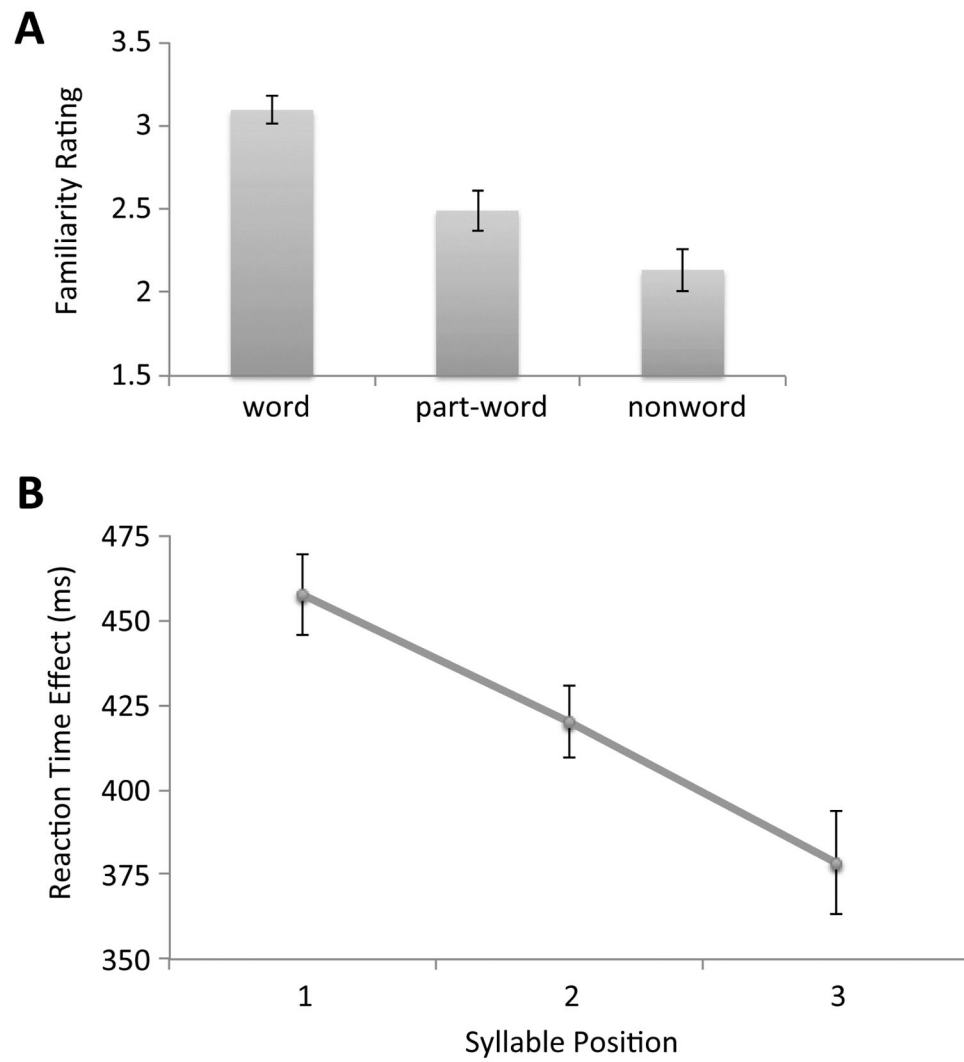 A
Familiarity Rating
3.5
3
2.5
2
1.5
word part-word nonword
B
Reaction Time Effect (ms)
475
450
425
400
375
350
1 2 3
Syllable Position